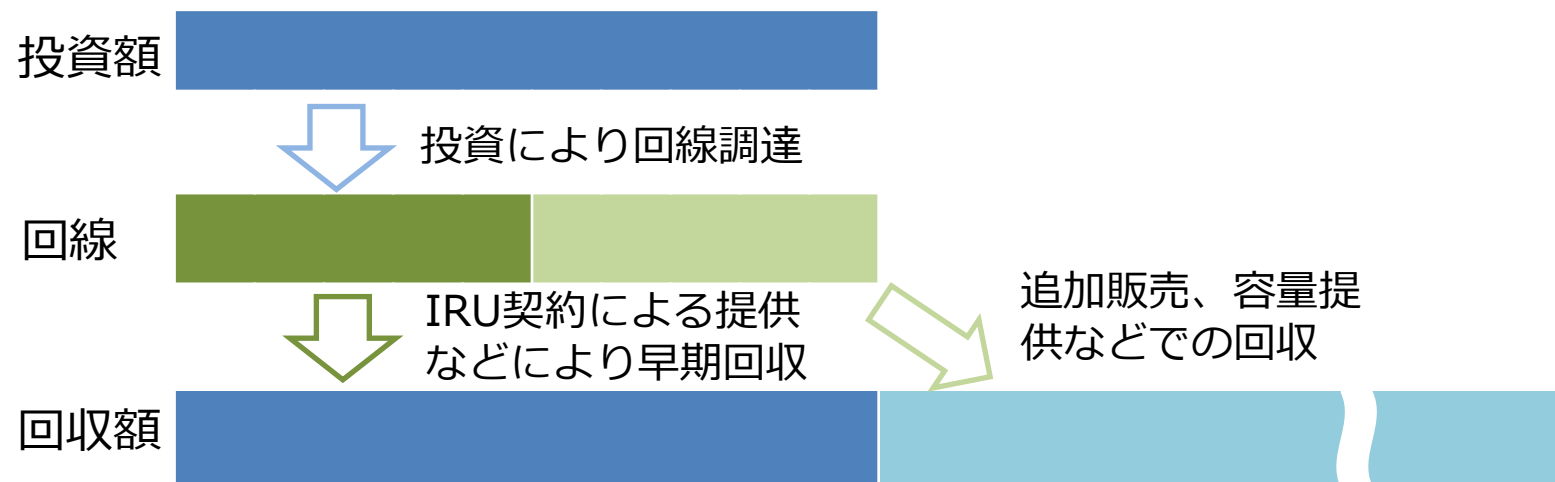 投資額
投資により回線調達
回線
IRU契約による提供
などにより早期回収
追加販売、容量提
供などでの回収
回収額